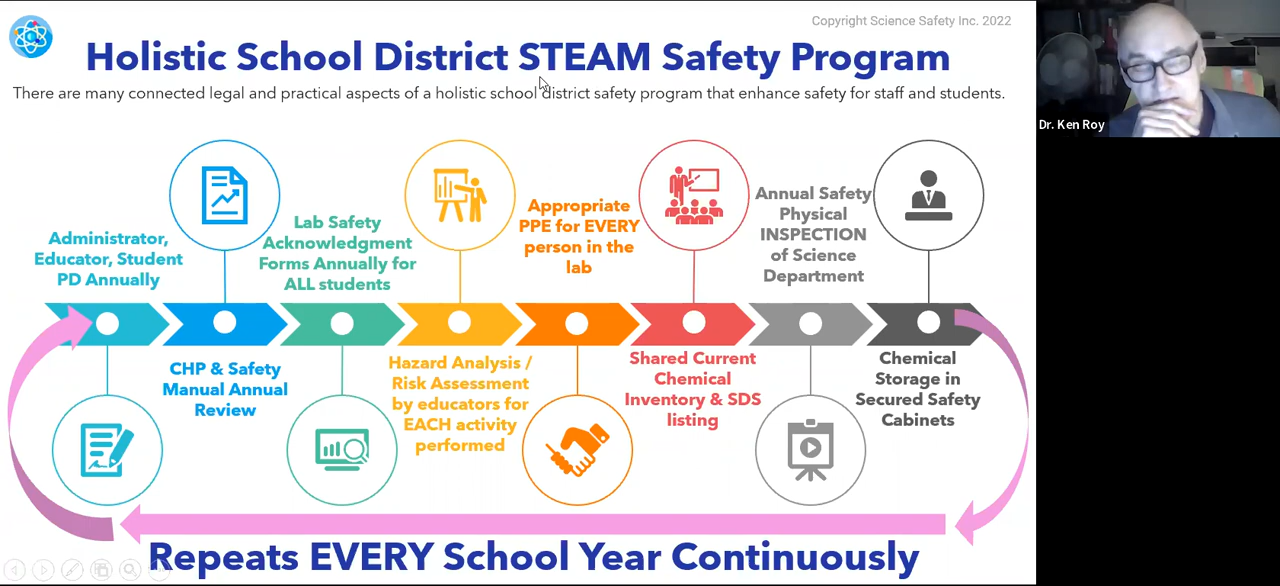 Copyright Science Safety Inc. 2022
Holistic School District STEAM Safety Program
There are many connected legal and practical aspects of a holistic school district safety program that enhance safety for staff and students.
Dr. Ken Roy
Administrator,
Educator, Student
PD Annually
CHP & Safety
Manual Annual
Review
Lab Safety
Acknowledgment
Forms Annually for
ALL students
Hazard Analysis /
Risk Assessment
by educators for
EACH activity
performed
Appropriate
PPE for EVERY
person in the
lab
Shared Current
Chemical
Inventory & SDS
listing
Annual Safety
Physical
INSPECTION
of Science
Department
Chemical
Storage in
Secured Safety
Cabinets
Repeats EVERY School Year Continuously